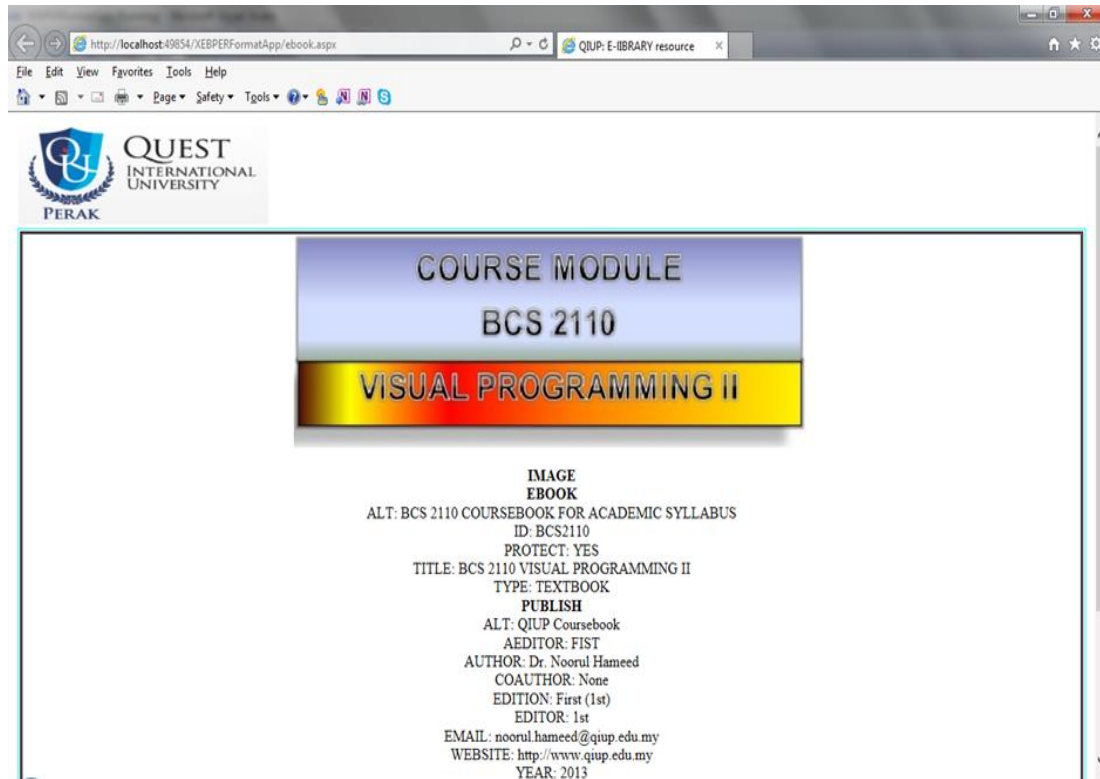 http://localhost:49854/XEBPERFormatApp/ebook.aspx
QIUP: E-lIBRARY resource
File Edit View Favorites Tools Help
Page Safety Tools
QU
QUEST
INTERNATIONAL
UNIVERSITY
PERAK
COURSE MODULE
BCS 2110
VISUAL PROGRAMMING II
IMAGE
EBOOK
ALT: BCS 2110 COURSEBOOK FOR ACADEMIC SYLLABUS
ID: BCS2110
PROTECT: YES
TITLE: BCS 2110 VISUAL PROGRAMMING II
TYPE: TEXTBOOK
PUBLISH
ALT: QIUP Coursebook
AEDITOR: FIST
AUTHOR: Dr. Noorul Hameed
COAUTHOR: None
EDITION: First (1st)
EDITOR: 1st
EMAIL: noorul.hameed@qiup.edu.my
WEBSITE: http://www.qiup.edu.my
YEAR: 2013